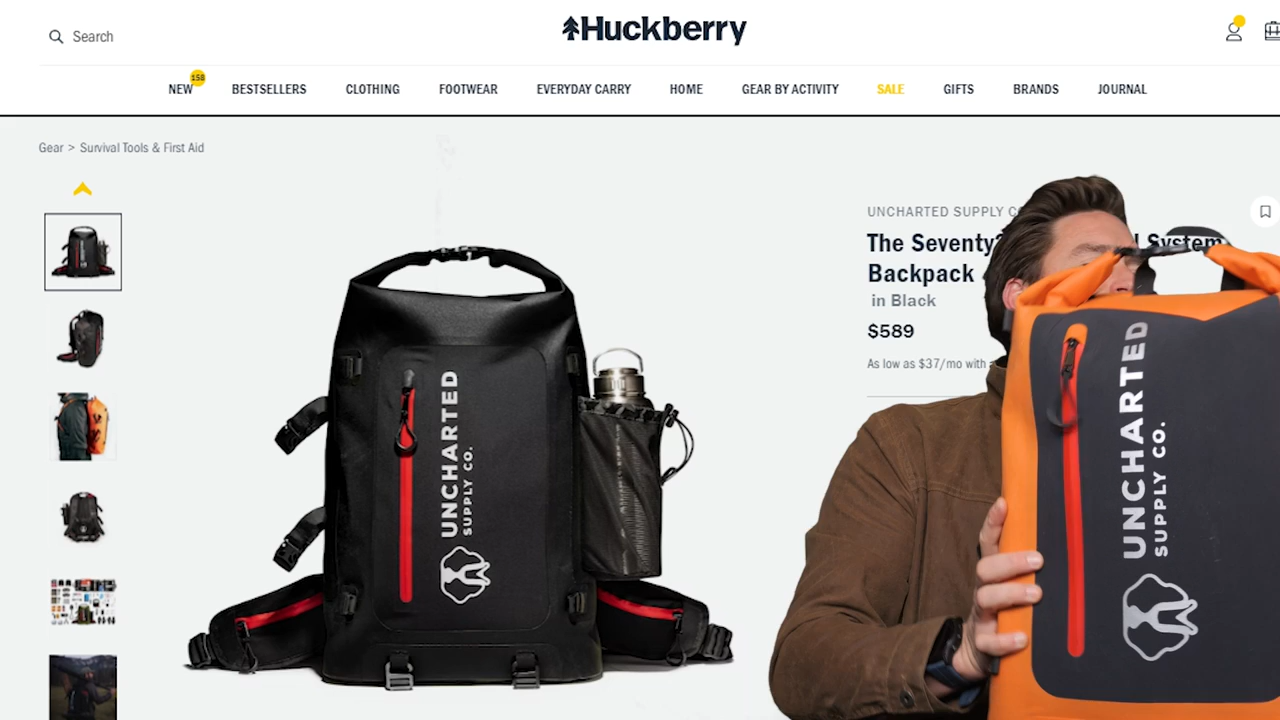 Search
Huckberry
NEW
158
BESTSELLERS
CLOTHING
FOOTWEAR
EVERYDAY CARRY
HOME
GEAR BY ACTIVITY
SALE
GIFTS
BRANDS
JOURNAL
Gear > Survival Tools & First Aid
UNCHARTED SUPPLY
The Seventy2 System
Backpack
in Black
$589
As low as $37/mo with
UNCHARTED
SUPPLY CO.
UNCHARTED
SUPPLY CO.